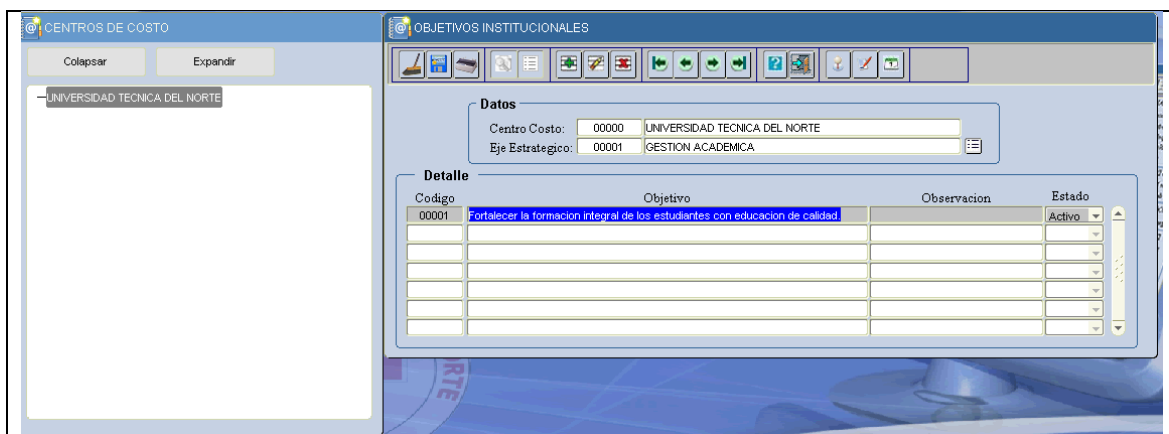 CENTROS DE COSTO
Colapsar Expandir
UNIVERSIDAD TECNICA DEL NORTE
OBJETIVOS INSTITUCIONALES
Datos
Centro Costo: 00000 UNIVERSIDAD TECNICA DEL NORTE
Eje Estrategico: 00001 GESTION ACADEMICA
Detalle
Codigo Objetivo Observacion Estado
00001 Fortalecer la formacion integral de los estudiantes con educacion de calidad. Activo
RTE